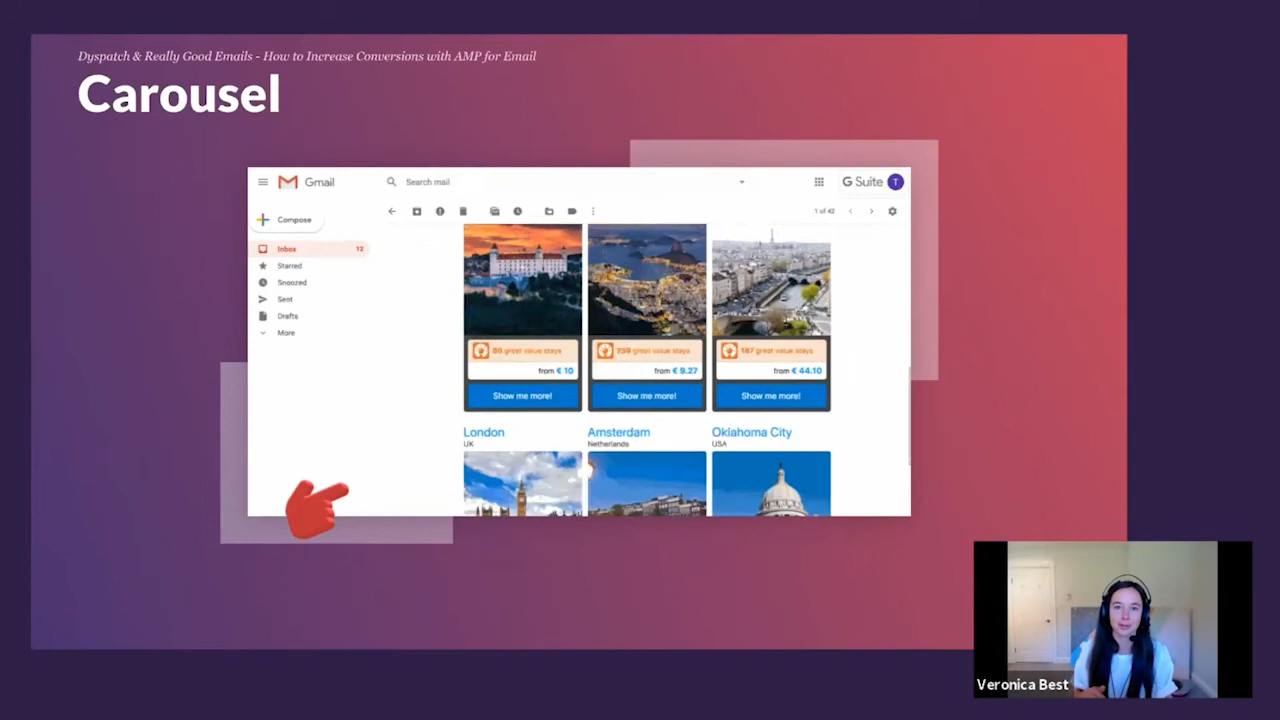 Dyspatch & Really Good Emails - How to Increase Conversions with AMP for Email
Carousel
Gmail
Search mail
G Suite
T
Compose
1 of 42
Inbox 12
Starred
Snoozed
Sent
Drafts
More
86 great value stays
from € 10
Show me more!
259 great value stays
from € 9.27
Show me more!
187 great value stays
from € 44.10
Show me more!
London
UK
Amsterdam
Netherlands
Oklahoma City
USA
Veronica Best